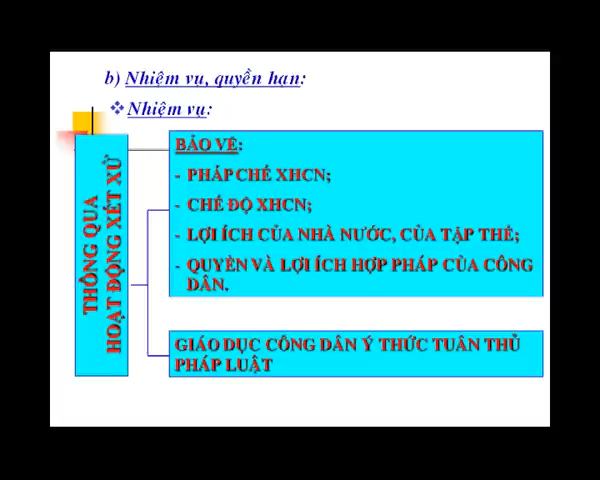 b) Nhiệm vụ, quyền hạn:
❖ Nhiệm vụ:
THÔNG QUA
HOẠT ĐỘNG XÉT XỬ
BẢO VỆ:
- PHÁP CHẾ XHCN;
- CHẾ ĐỘ XHCN;
- LỢI ÍCH CỦA NHÀ NƯỚC, CỦA TẬP THỂ;
- QUYỀN VÀ LỢI ÍCH HỢP PHÁP CỦA CÔNG
DÂN.
GIÁO DỤC CÔNG DÂN Ý THỨC TUÂN THỦ
PHÁP LUẬT